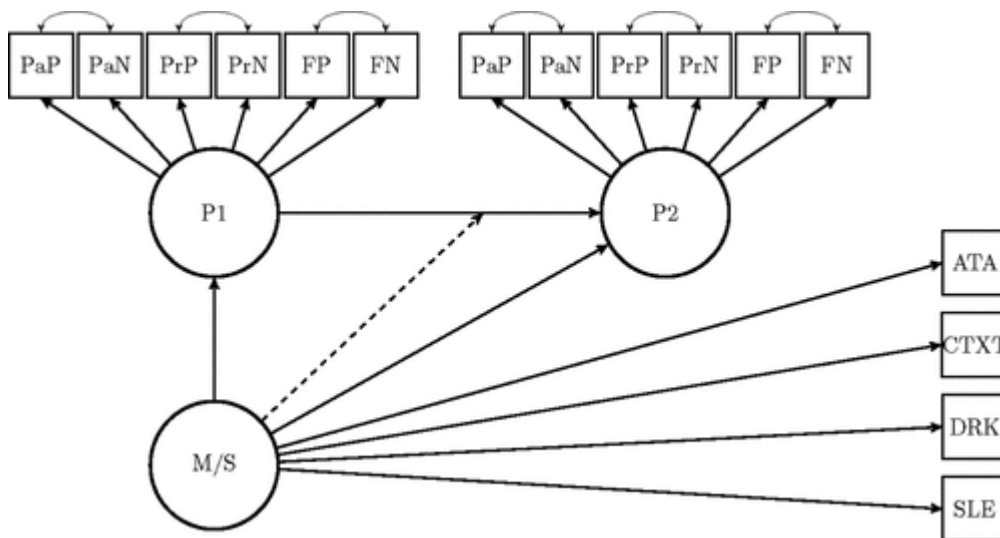 PaP PaN PrP PrN FP FN PaP PaN PrP PrN FP FN
P1 P2
ATA
CTXT
DRK
M/S
SLE